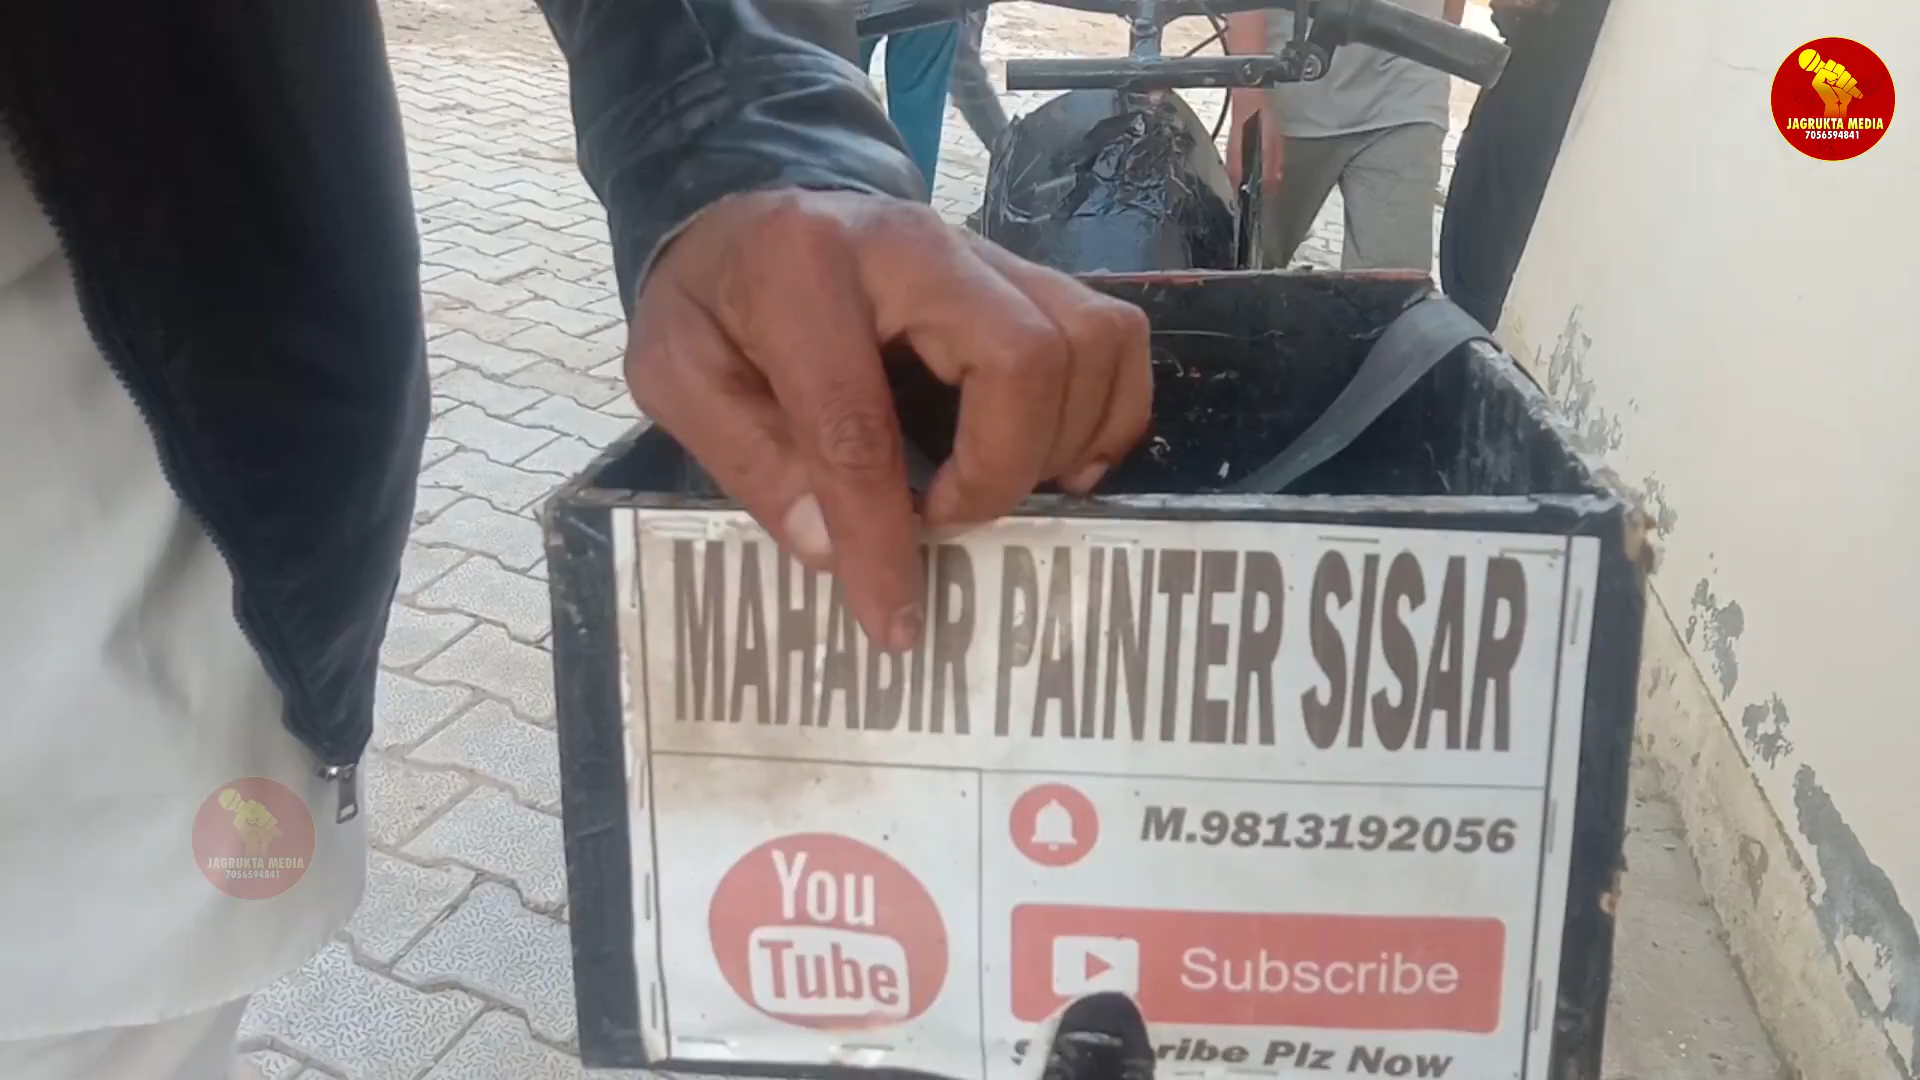 JAGRUKTA MEDIA
7056594841
MAHABIR PAINTER SISAR
M.9813192056
You
Tube
Subscribe
Plz Now
JAGRUKTA MEDIA
7056594841